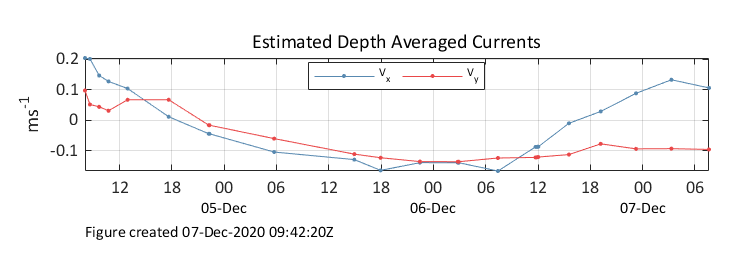 Estimated Depth Averaged Currents
Vx Vy
ms-1
0.2
0.1
0
-0.1
12 18 00 06 12 18 00 06 12 18 00 06
05-Dec 06-Dec 07-Dec
Figure created 07-Dec-2020 09:42:20Z